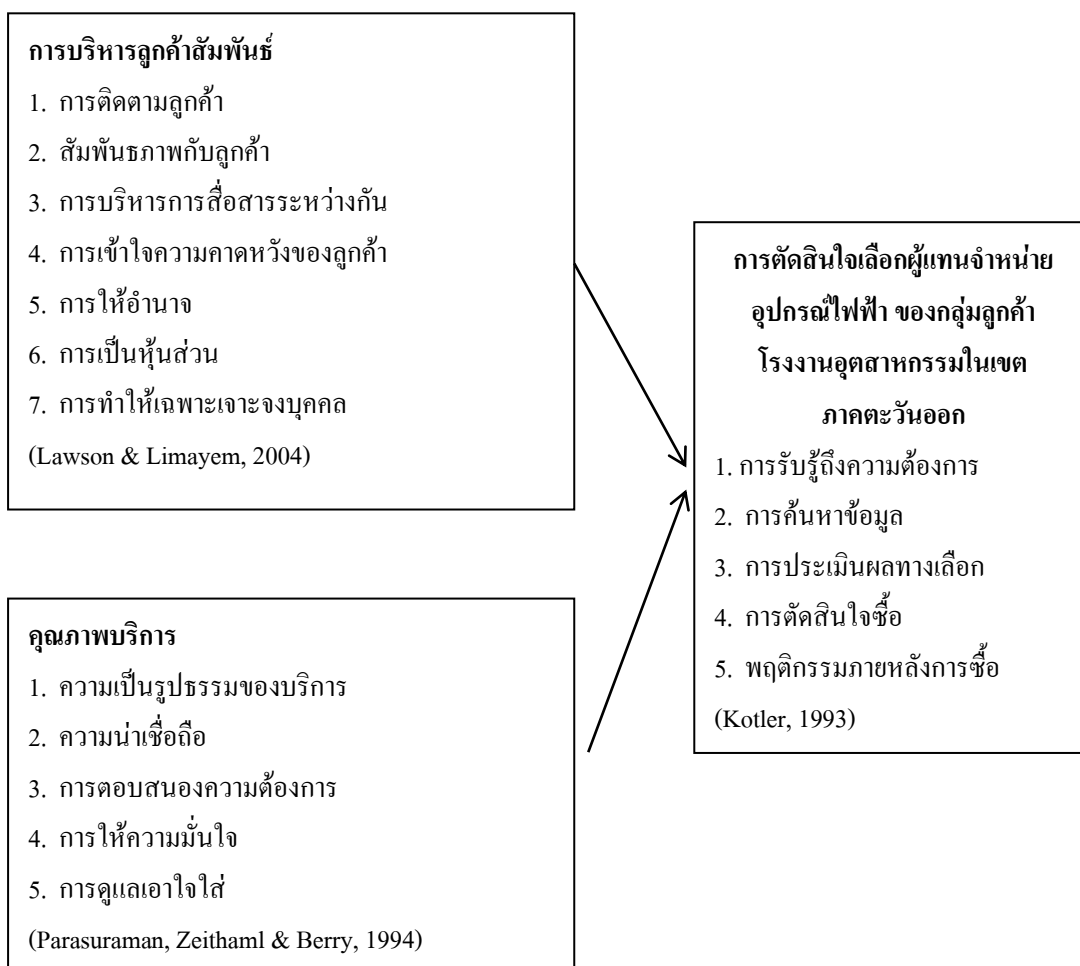 การบริหารลูกค้าสัมพันธ์
1. การติดตามลูกค้า
2. สัมพันธภาพกับลูกค้า
3. การบริหารการสื่อสารระหว่างกัน
4. การเข้าใจความคาดหวังของลูกค้า
5. การให้อำนาจ
6. การเป็นหุ้นส่วน
7. การทำให้เฉพาะเจาะจงบุคคล
(Lawson & Limayem, 2004)
คุณภาพบริการ
1. ความเป็นรูปธรรมของบริการ
2. ความน่าเชื่อถือ
3. การตอบสนองความต้องการ
4. การให้ความมั่นใจ
5. การดูแลเอาใจใส่
(Parasuraman, Zeithaml & Berry, 1994)
การตัดสินใจเลือกผู้แทนจำหน่าย
อุปกรณ์ไฟฟ้า ของกลุ่มลูกค้า
โรงงานอุตสาหกรรมในเขต
ภาคตะวันออก
1. การรับรู้ถึงความต้องการ
2. การค้นหาข้อมูล
3. การประเมินผลทางเลือก
4. การตัดสินใจซื้อ
5. พฤติกรรมภายหลังการซื้อ
(Kotler, 1993)